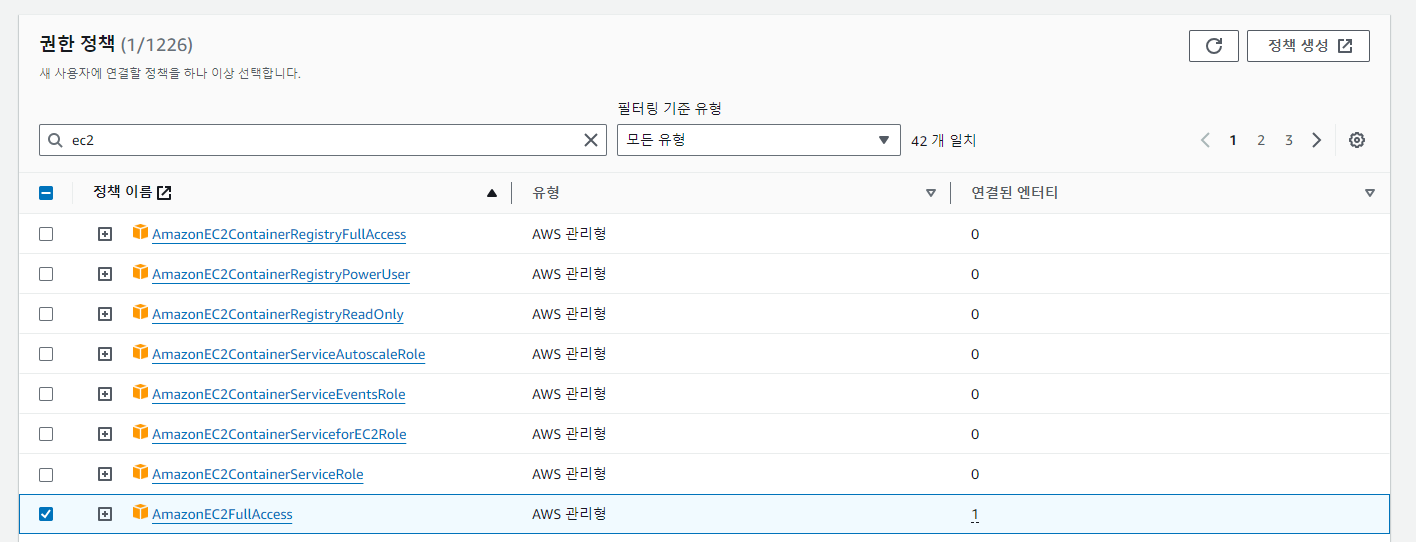 권한 정책 (1/1226)
정책 생성
새 사용자에 연결할 정책을 하나 이상 선택합니다.
필터링 기준 유형
ec2
모든 유형
42 개 일치
1 2 3
정책 이름 유형 연결된 엔터티
AmazonEC2ContainerRegistryFullAccess AWS 관리형 0
AmazonEC2ContainerRegistryPowerUser AWS 관리형 0
AmazonEC2ContainerRegistryReadOnly AWS 관리형 0
AmazonEC2ContainerServiceAutoscaleRole AWS 관리형 0
AmazonEC2ContainerServiceEventsRole AWS 관리형 0
AmazonEC2ContainerServiceforEC2Role AWS 관리형 0
AmazonEC2ContainerServiceRole AWS 관리형 0
AmazonEC2FullAccess AWS 관리형 1